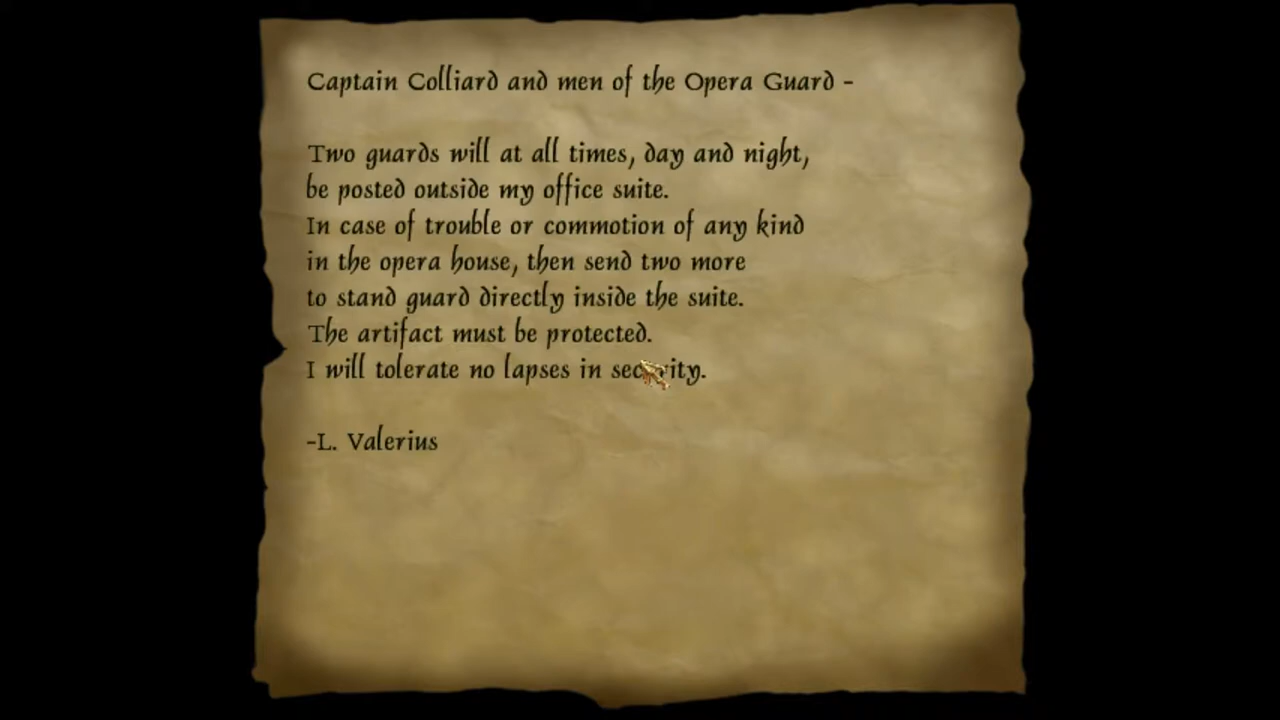 Captain Colliard and men of the Opera Guard -
Two guards will at all times, day and night,
be posted outside my office suite.
In case of trouble or commotion of any kind
in the opera house, then send two more
to stand guard directly inside the suite.
The artifact must be protected.
I will tolerate no lapses in security.
-L. Valerius